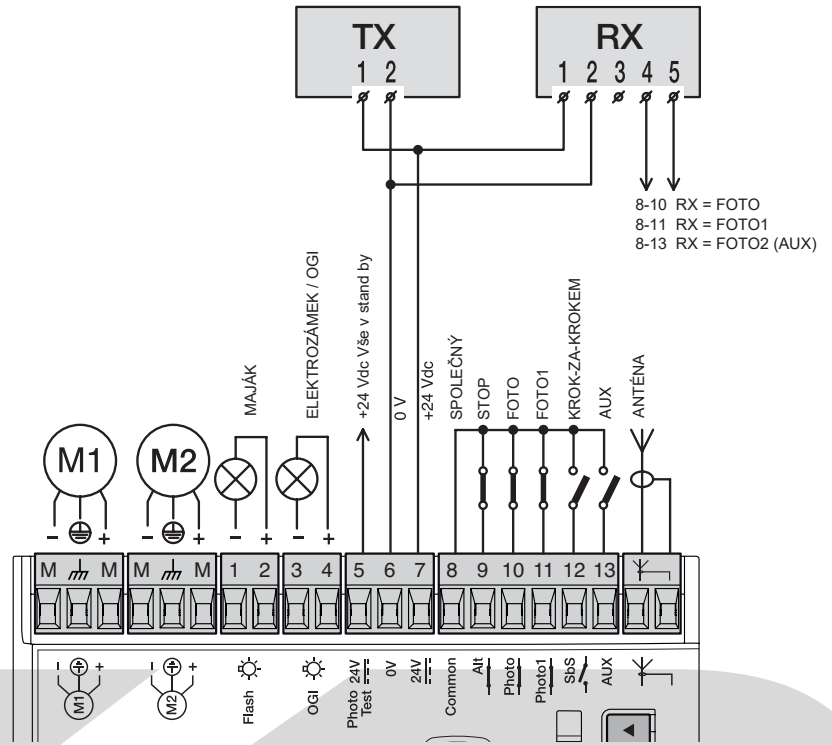 TX
1 2
RX
1 2 3 4 5
8-10 RX = FOTO
8-11 RX = FOTO1
8-13 RX = FOTO2 (AUX)
MAJÁK
ELEKTROZÁMEK / OGI
+24 Vdc Vše v stand by
0 V
+24 Vdc
SPOLEČNÝ
STOP
FOTO
FOTO1
KROK-ZA-KROKEM
AUX
ANTÉNA
M1
M2
- +
- +
- +
- +
M M
M M
1 2
3 4
5 6 7
8 9 10 11 12 13
- +
M1
- +
M2
Flash
OGI
Photo 24V
Test
0V
24V
Common
Alt
Photo
Photo1
SbS
AUX